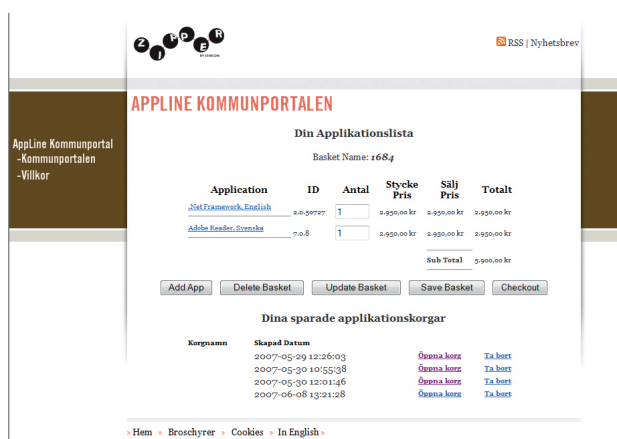 ZIPPER
BY SEMCON
RSS | Nyhetsbrev
APPLINE KOMMUNPORTALEN
AppLine Kommunportal
-Kommunportalen
-Villkor
Din Applikationslista
Basket Name: 1684
Application ID Antal Stycke Pris Sälj Pris Totalt
.Net Framework, English 2.0.50727 1 2.950,00 kr 2.950,00 kr 2.950,00 kr
Adobe Reader, Svenska 7.0.8 1 2.950,00 kr 2.950,00 kr 2.950,00 kr
Sub Total 5.900,00 kr
Add App Delete Basket Update Basket Save Basket Checkout
Dina sparade applikationskorgar
Korgnamn Skapad Datum
2007-05-29 12:26:03 Öppna korg Ta bort
2007-05-30 10:55:38 Öppna korg Ta bort
2007-05-30 12:01:46 Öppna korg Ta bort
2007-06-08 13:21:28 Öppna korg Ta bort
» Hem » Broschyrer » Cookies » In English »